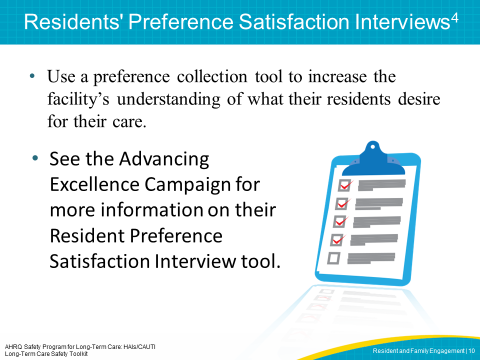 Residents' Preference Satisfaction Interviews4
• Use a preference collection tool to increase the
facility's understanding of what their residents desire
for their care.
• See the Advancing
Excellence Campaign for
more information on their
Resident Preference
Satisfaction Interview tool.
AHRQ Safety Program for Long-Term Care: HAIs/CAUTI
Long-Term Care Safety Toolkit
Resident and Family Engagement | 10